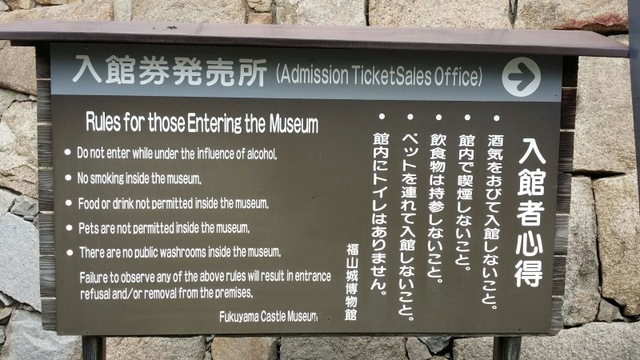 入館券発売所 (Admission TicketSales Office)
Rules for those Entering the Museum
• Do not enter while under the influence of alcohol.
• No smoking inside the museum.
• Food or drink not permitted inside the museum.
• Pets are not permitted inside the museum.
• There are no public washrooms inside the museum.
Failure to observe any of the above rules will result in entrance
refusal and/or removal from the premises.
Fukuyama Castle Museum
入館者心得
• 酒気をおびて入館しないこと。
• 館内で喫煙しないこと。
• 飲食物は持参しないこと。
• ペットを連れて入館しないこと。
• 館内にトイレはありません。
福山城博物館